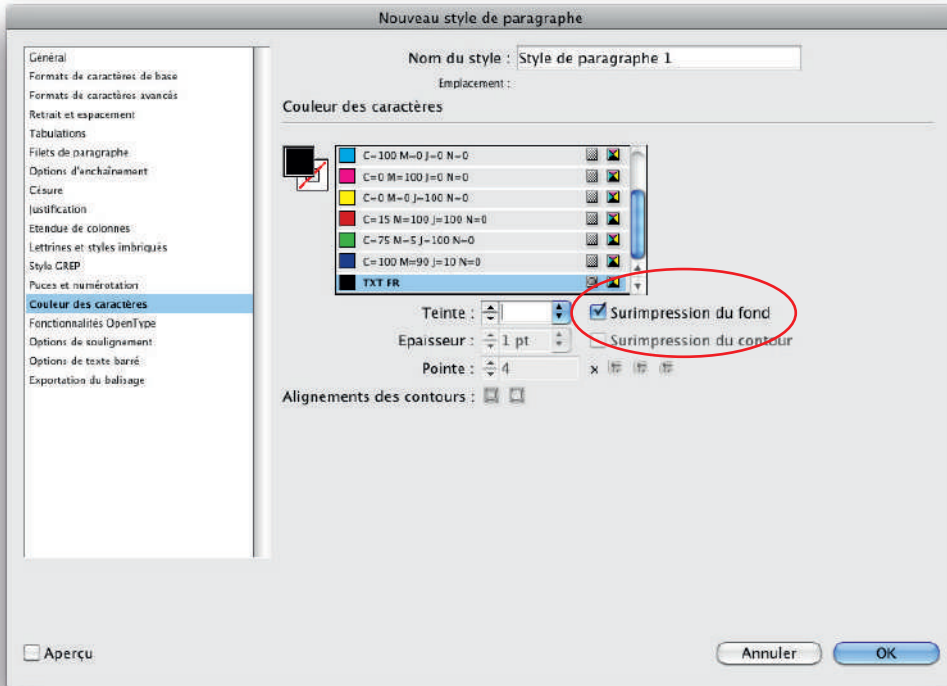 Nouveau style de paragraphe
Général
Formats de caractères de base
Formats de caractères avancés
Retrait et espacement
Tabulations
Filets de paragraphe
Options d'enchaînement
Césure
Justification
Etendue de colonnes
Lettrines et styles imbriqués
Style GREP
Puces et numérotation
Couleur des caractères
Fonctionnalités OpenType
Options de soulignement
Options de texte barré
Exportation du balisage
Nom du style : Style de paragraphe 1
Emplacement :
Couleur des caractères
C=100 M=0 J=0 N=0
C=0 M=100 J=0 N=0
C=0 M=0 J=100 N=0
C=15 M=100 J=100 N=0
C=75 M=5 J=100 N=0
C=100 M=90 J=10 N=0
TXT FR
Teinte : Surimpression du fond
Epaisseur : 1 pt Surimpression du contour
Pointe : 4 x
Alignements des contours :
Aperçu Annuler OK